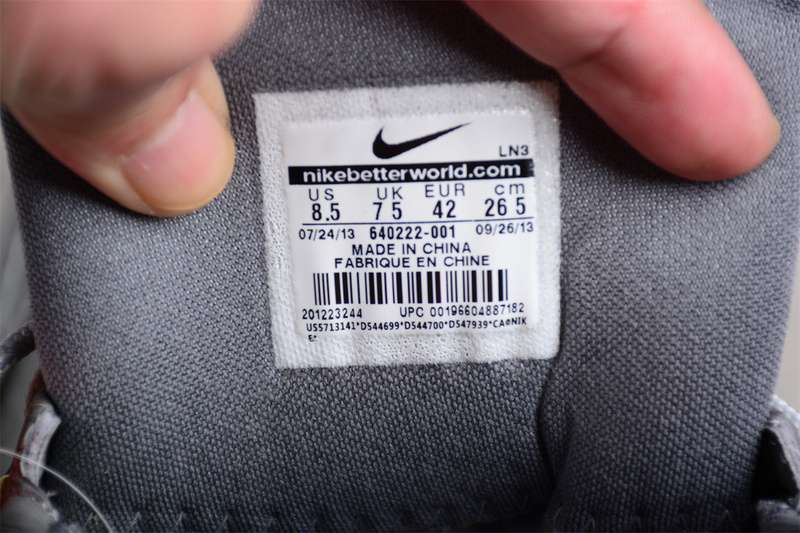 LN3
nikebetterworld.com
US UK EUR cm
8.5 7 5 42 26 5
07/24/13 640222-001 09/26/13
MADE IN CHINA
FABRIQUE EN CHINE
201223244 UPC 00196604887182
US5713141*D544699*D544700*D547939*CA⌀NIK
E*